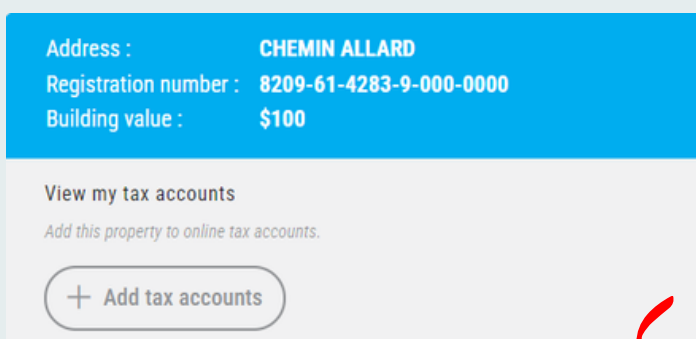 Address : CHEMIN ALLARD
Registration number : 8209-61-4283-9-000-0000
Building value : $100
View my tax accounts
Add this property to online tax accounts.
+ Add tax accounts